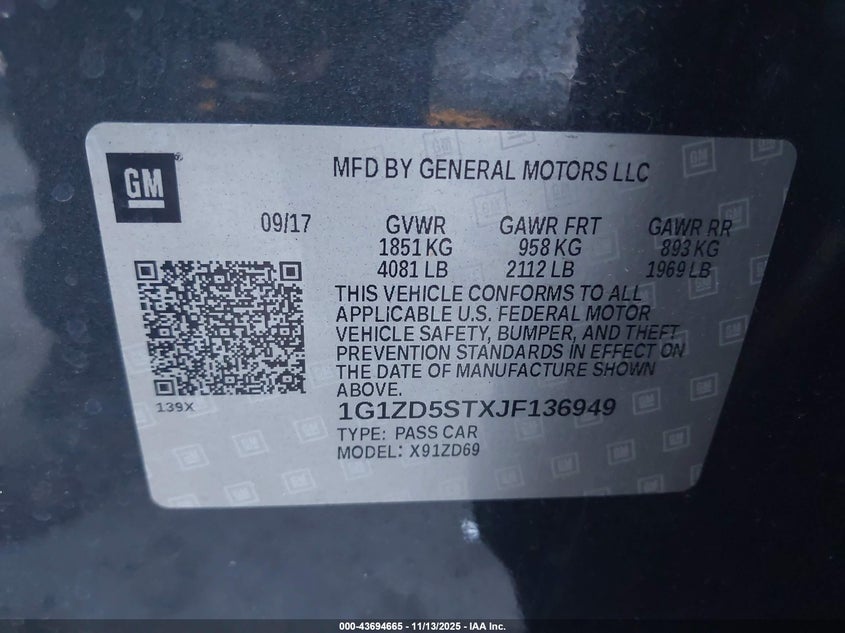 GM
MFD BY GENERAL MOTORS LLC
09/17
GVWR GAWR FRT GAWR RR
1851 KG 958 KG 893 KG
4081 LB 2112 LB 1969 LB
THIS VEHICLE CONFORMS TO ALL
APPLICABLE U.S. FEDERAL MOTOR
VEHICLE SAFETY, BUMPER, AND THEFT
PREVENTION STANDARDS IN EFFECT ON
THE DATE OF MANUFACTURE SHOWN
ABOVE.
139X
1G1ZD5STXJF136949
TYPE: PASS CAR
MODEL: X91ZD69
000-43694665 - 11/13/2025 - IAA Inc.